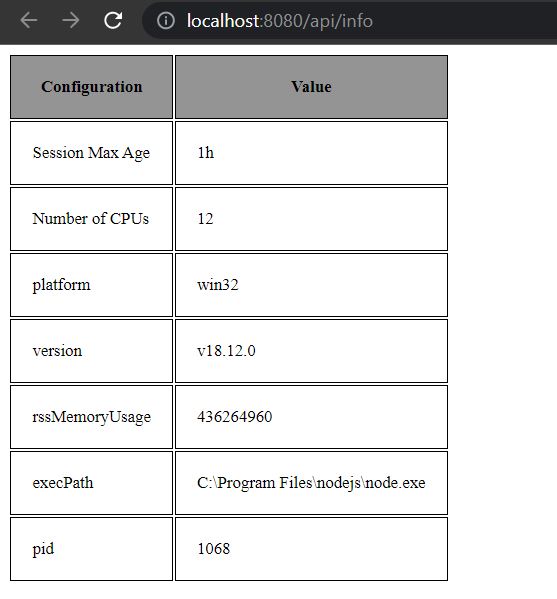 localhost:8080/api/info
Configuration Value
Session Max Age 1h
Number of CPUs 12
platform win32
version v18.12.0
rssMemoryUsage 436264960
execPath C:\Program Files\nodejs\node.exe
pid 1068